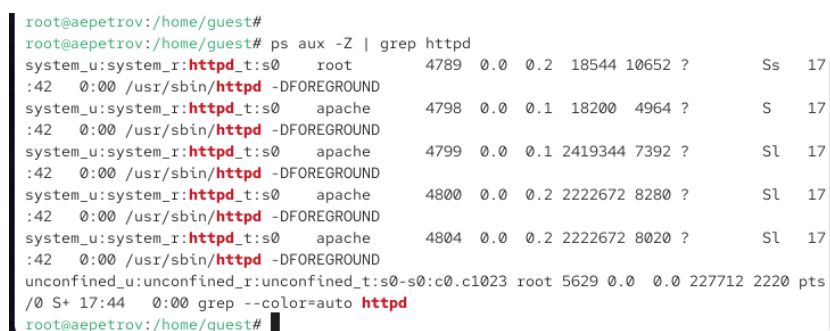 root@aepetrov:/home/guest#
root@aepetrov:/home/guest# ps aux -Z | grep httpd
system_u:system_r:httpd_t:s0    root        4789  0.0  0.2  18544 10652 ?        Ss   17
:42   0:00 /usr/sbin/httpd -DFOREGROUND
system_u:system_r:httpd_t:s0    apache      4798  0.0  0.1  18200  4964 ?        S    17
:42   0:00 /usr/sbin/httpd -DFOREGROUND
system_u:system_r:httpd_t:s0    apache      4799  0.0  0.1 2419344 7392 ?        Sl   17
:42   0:00 /usr/sbin/httpd -DFOREGROUND
system_u:system_r:httpd_t:s0    apache      4800  0.0  0.2 2222672 8280 ?        Sl   17
:42   0:00 /usr/sbin/httpd -DFOREGROUND
system_u:system_r:httpd_t:s0    apache      4804  0.0  0.2 2222672 8020 ?        Sl   17
:42   0:00 /usr/sbin/httpd -DFOREGROUND
unconfined_u:unconfined_r:unconfined_t:s0-s0:c0.c1023 root 5629 0.0  0.0 227712 2220 pts
/0 S+ 17:44   0:00 grep --color=auto httpd
root@aepetrov:/home/guest#